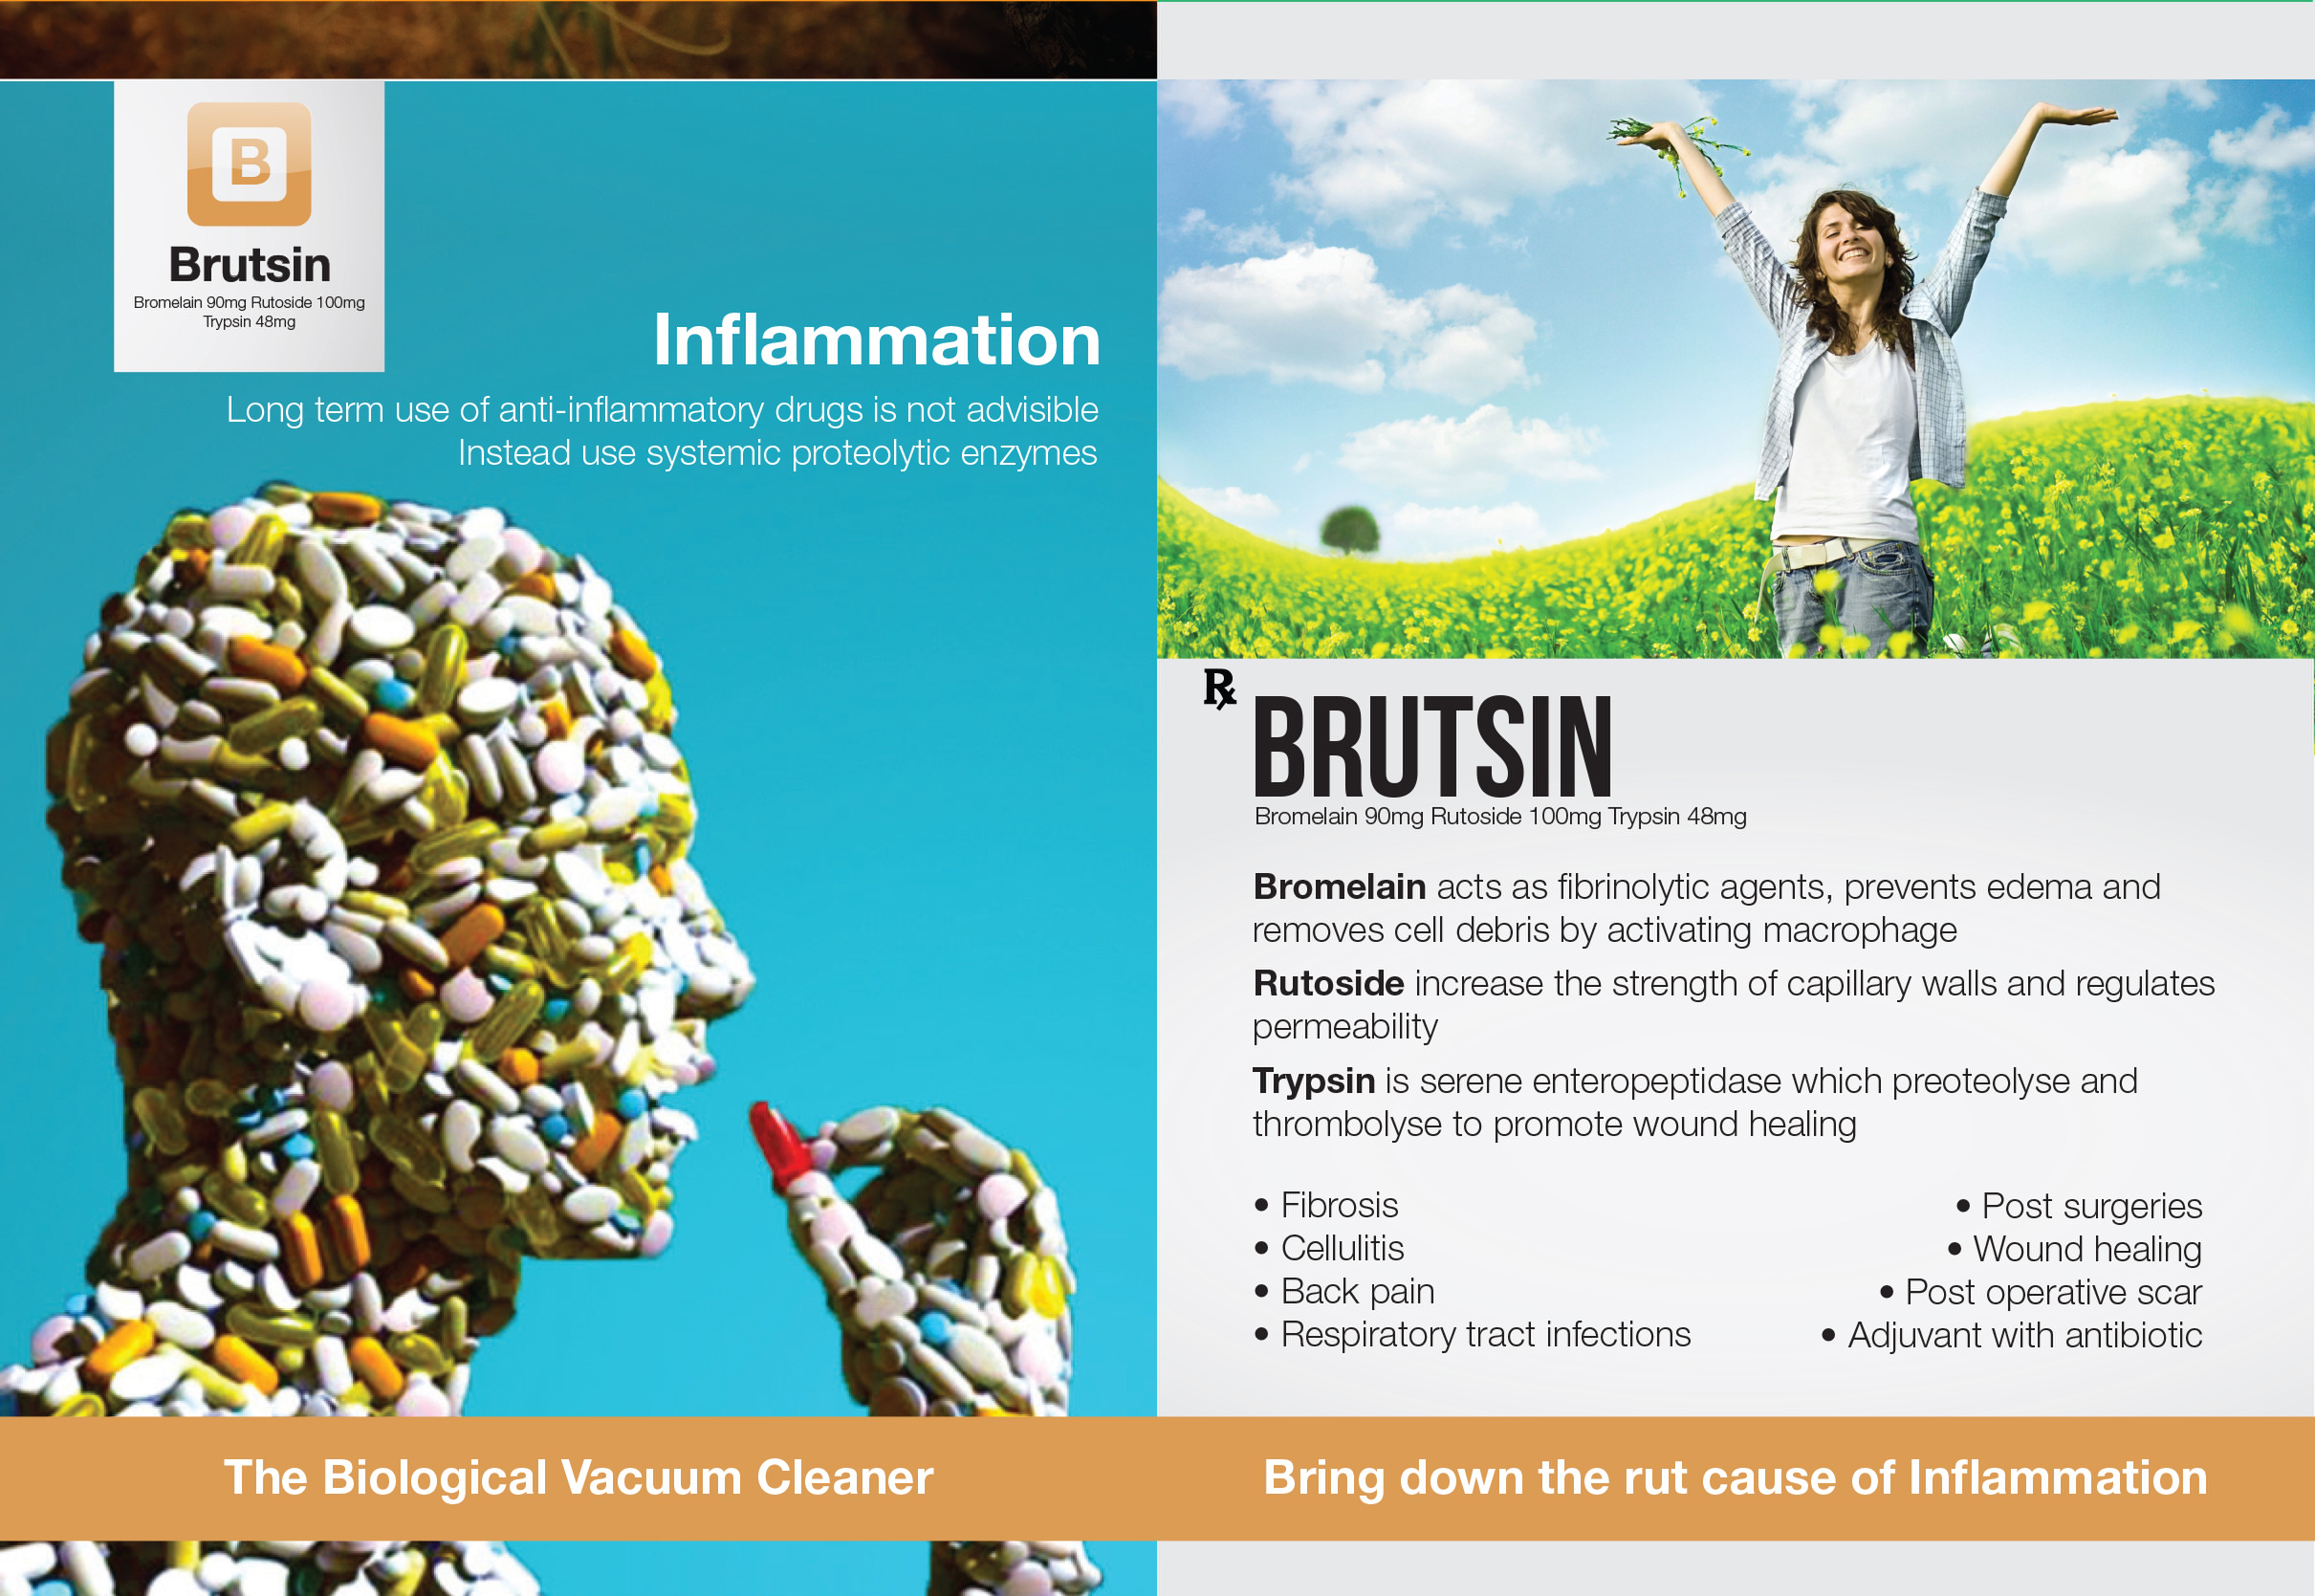 B
Brutsin
Bromelain 90mg Rutoside 100mg
Trypsin 48mg
Inflammation
Long term use of anti-inflammatory drugs is not advisible
Instead use systemic proteolytic enzymes
The Biological Vacuum Cleaner
℞
BRUTSIN
Bromelain 90mg Rutoside 100mg Trypsin 48mg
Bromelain acts as fibrinolytic agents, prevents edema and
removes cell debris by activating macrophage
Rutoside increase the strength of capillary walls and regulates
permeability
Trypsin is serene enteropeptidase which preoteolyse and
thrombolyse to promote wound healing
• Fibrosis
• Cellulitis
• Back pain
• Respiratory tract infections
• Post surgeries
• Wound healing
• Post operative scar
• Adjuvant with antibiotic
Bring down the rut cause of Inflammation